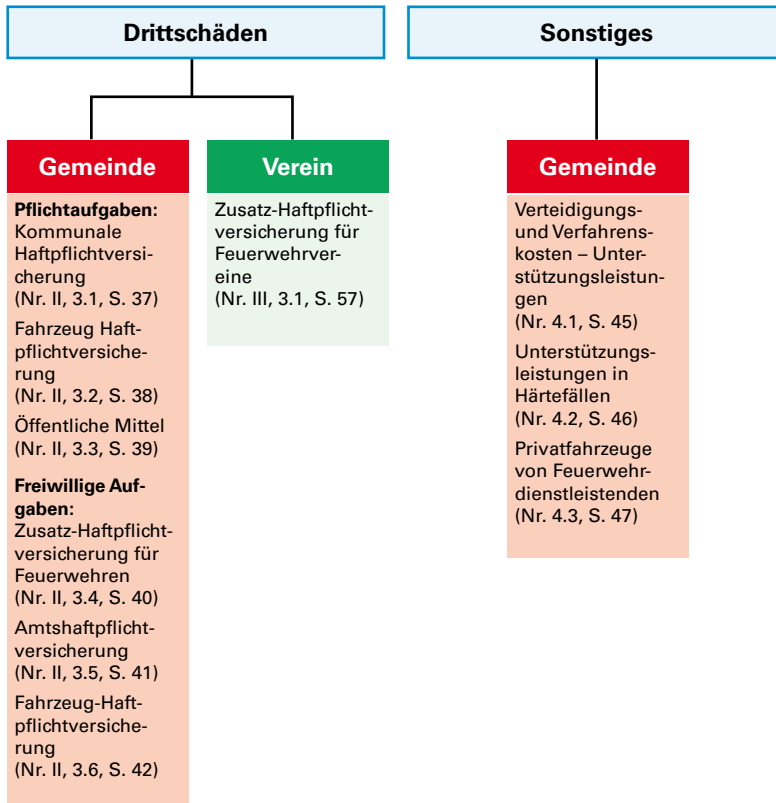 Drittschäden
Gemeinde
Pflichtaufgaben:
Kommunale
Haftpflichtversi-
cherung
(Nr. II, 3.1, S. 37)
Fahrzeug Haft-
pflichtversiche-
rung
(Nr. II, 3.2, S. 38)
Öffentliche Mittel
(Nr. II, 3.3, S. 39)
Freiwillige Auf-
gaben:
Zusatz-Haftpflicht-
versicherung für
Feuerwehren
(Nr. II, 3.4, S. 40)
Amtshaftpflicht-
versicherung
(Nr. II, 3.5, S. 41)
Fahrzeug-Haft-
pflichtversiche-
rung
(Nr. II, 3.6, S. 42)
Verein
Zusatz-Haftpflicht-
versicherung für
Feuerwehrver-
eine
(Nr. III, 3.1, S. 57)
Sonstiges
Gemeinde
Verteidigungs-
und Verfahrens-
kosten – Unter-
stützungsleistun-
gen
(Nr. 4.1, S. 45)
Unterstützungs-
leistungen in
Härtefällen
(Nr. 4.2, S. 46)
Privatfahrzeuge
von Feuerwehr-
dienstleistenden
(Nr. 4.3, S. 47)